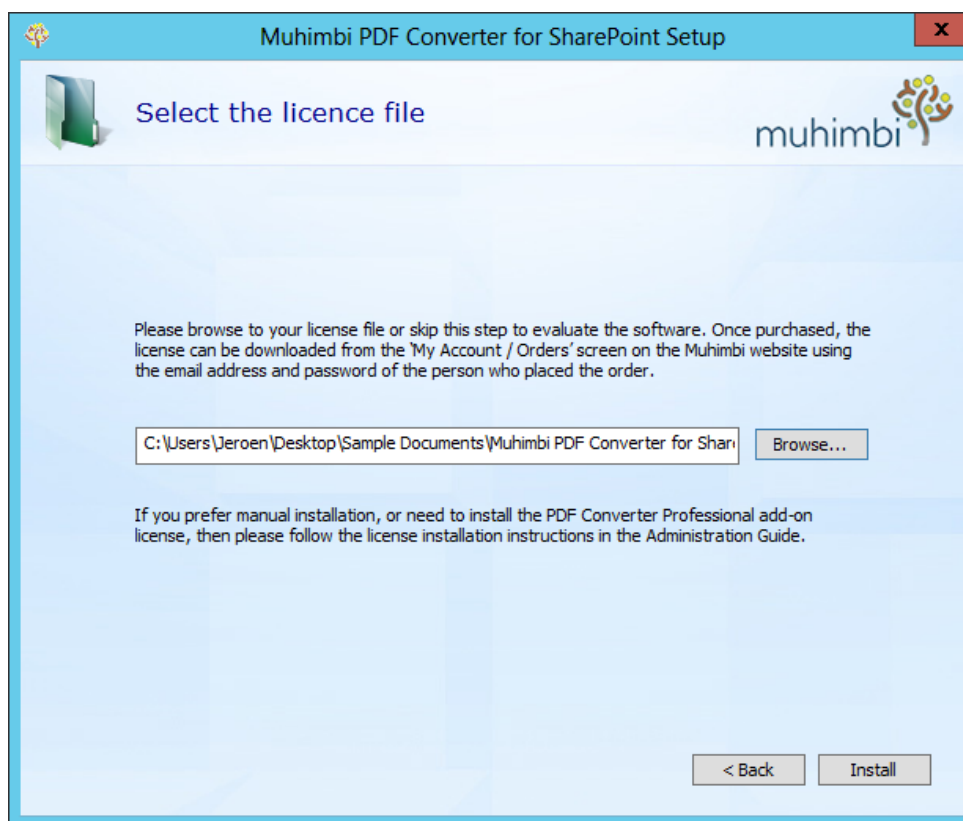 Muhimbi PDF Converter for SharePoint Setup
x
Select the licence file
muhimbi
Please browse to your license file or skip this step to evaluate the software. Once purchased, the
license can be downloaded from the 'My Account / Orders' screen on the Muhimbi website using
the email address and password of the person who placed the order.
C:\Users\Jeroen\Desktop\Sample Documents\Muhimbi PDF Converter for Shar
Browse...
If you prefer manual installation, or need to install the PDF Converter Professional add-on
license, then please follow the license installation instructions in the Administration Guide.
< Back
Install